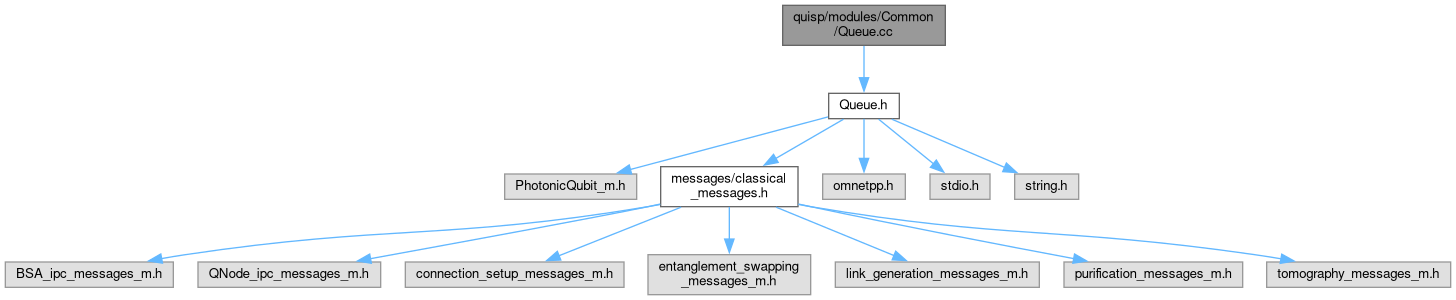 quisp/modules/Common
/Queue.cc
Queue.h
PhotonicQubit_m.h
messages/classical
_messages.h
omnetpp.h
stdio.h
string.h
BSA_ipc_messages_m.h
QNode_ipc_messages_m.h
connection_setup_messages_m.h
entanglement_swapping
_messages_m.h
link_generation_messages_m.h
purification_messages_m.h
tomography_messages_m.h